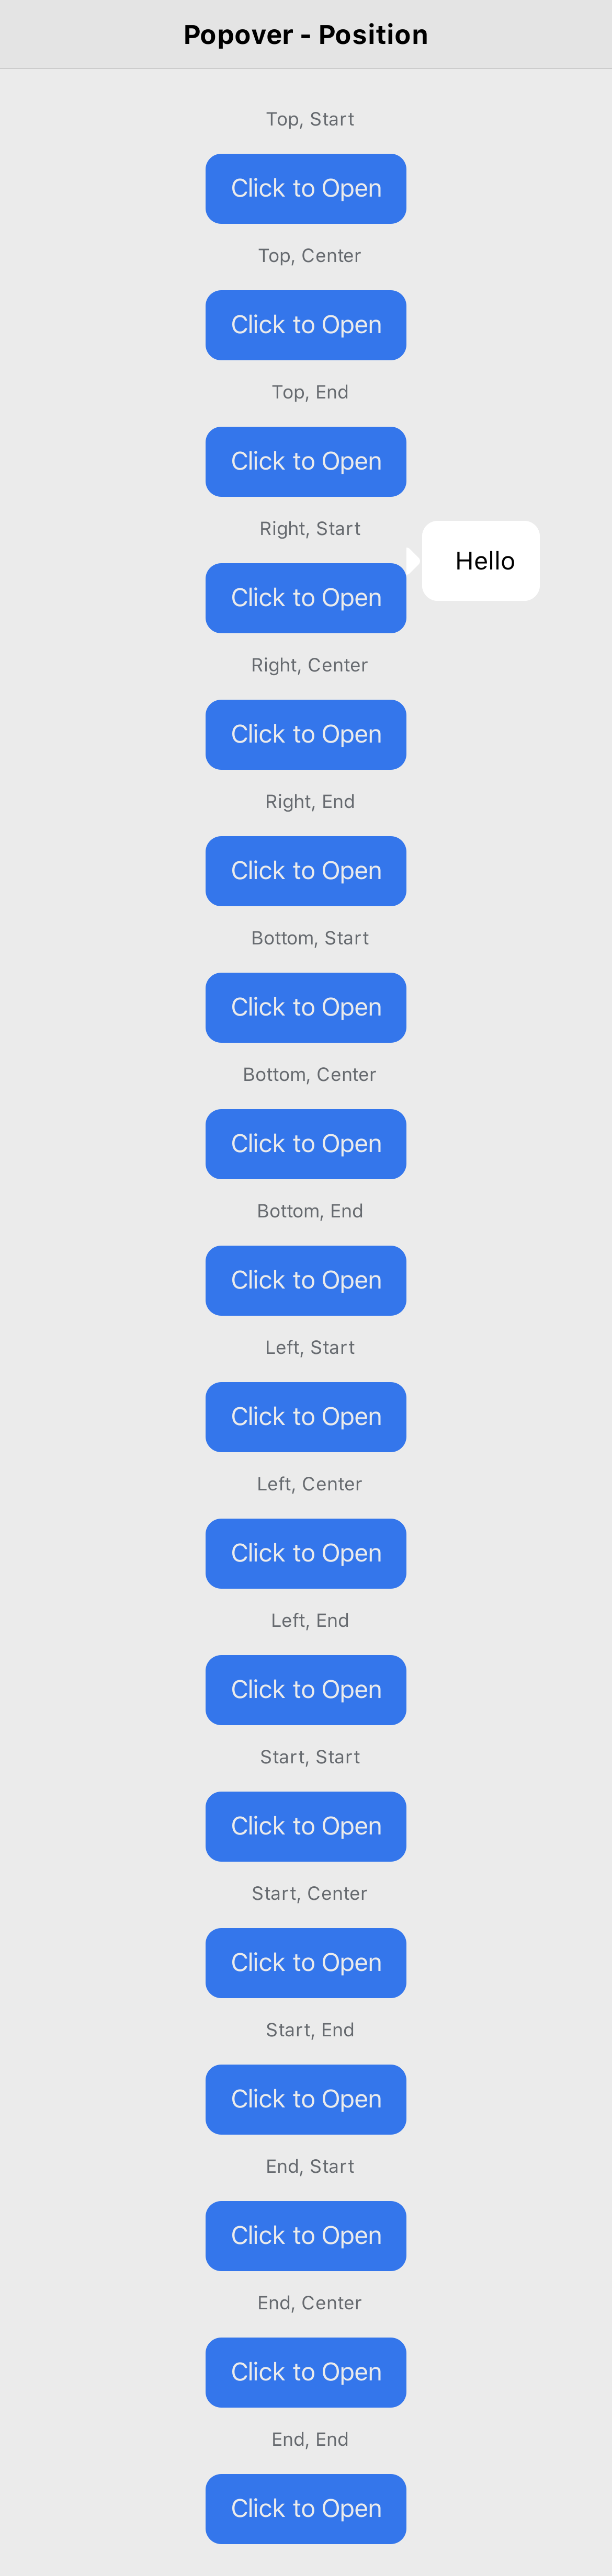 Popover - Position
Top, Start
Click to Open
Top, Center
Click to Open
Top, End
Click to Open
Right, Start
Hello
Click to Open
Right, Center
Click to Open
Right, End
Click to Open
Bottom, Start
Click to Open
Bottom, Center
Click to Open
Bottom, End
Click to Open
Left, Start
Click to Open
Left, Center
Click to Open
Left, End
Click to Open
Start, Start
Click to Open
Start, Center
Click to Open
Start, End
Click to Open
End, Start
Click to Open
End, Center
Click to Open
End, End
Click to Open